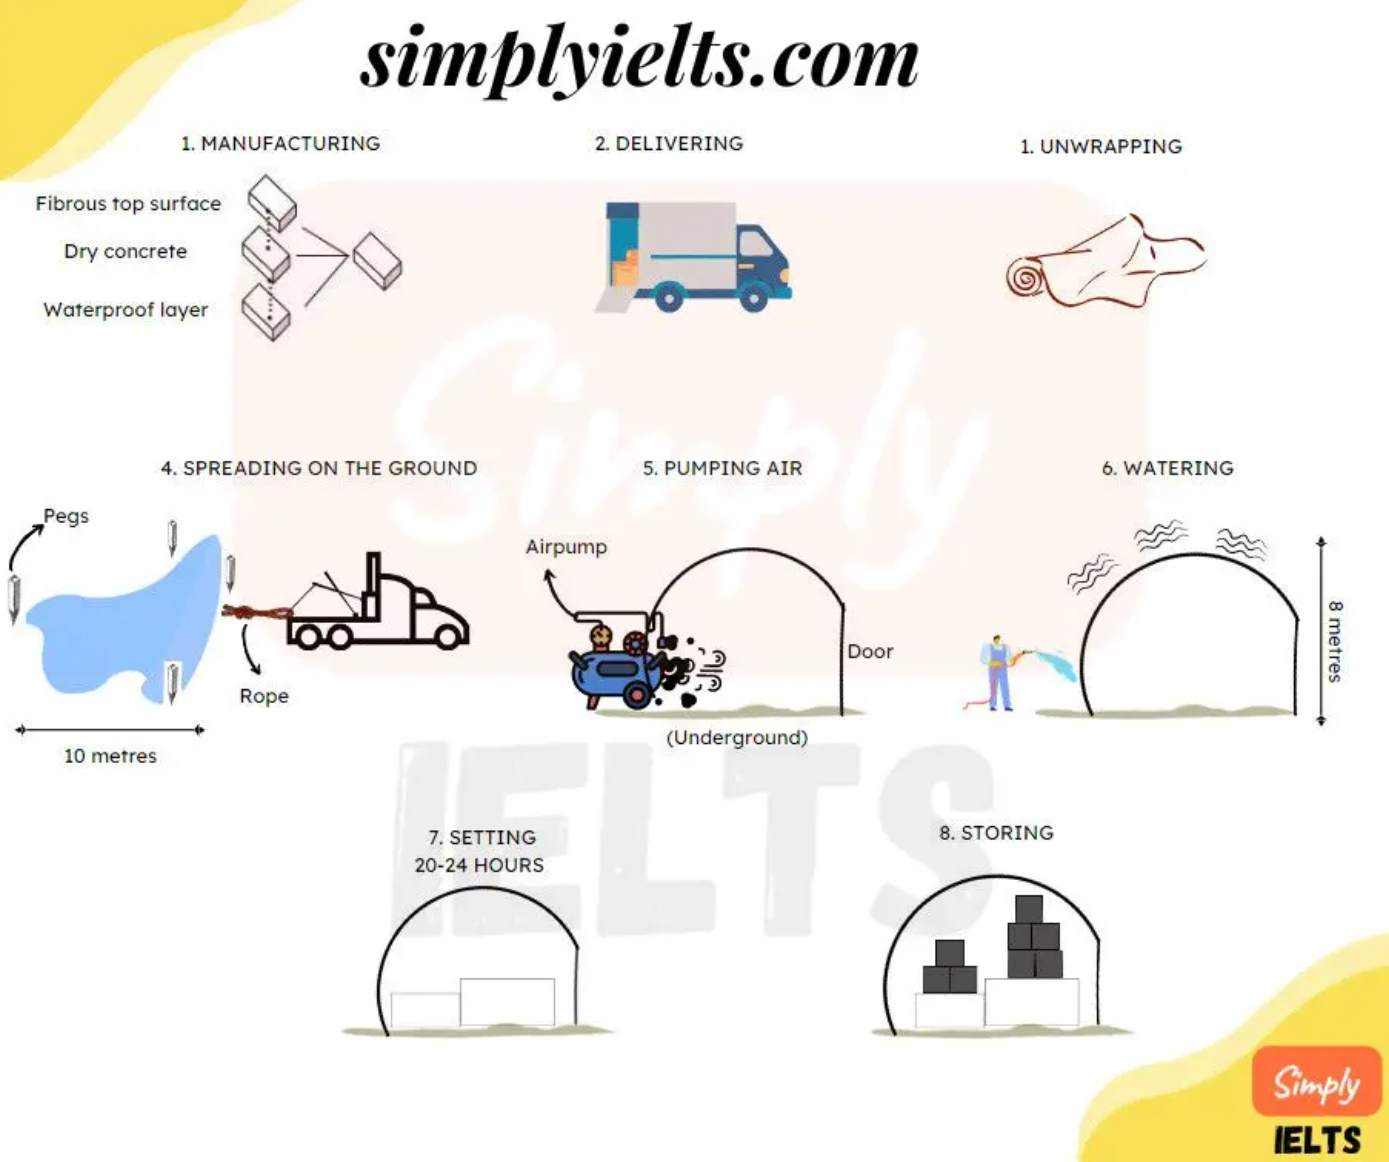 simplyielts.com
1. MANUFACTURING
2. DELIVERING
1. UNWRAPPING
Fibrous top surface
Dry concrete
Waterproof layer
4. SPREADING ON THE GROUND
5. PUMPING AIR
6. WATERING
Pegs
Rope
10 metres
Airpump
Door
(Underground)
8 metres
7. SETTING
20-24 HOURS
8. STORING
Simply
IELTS
Simply
IELTS